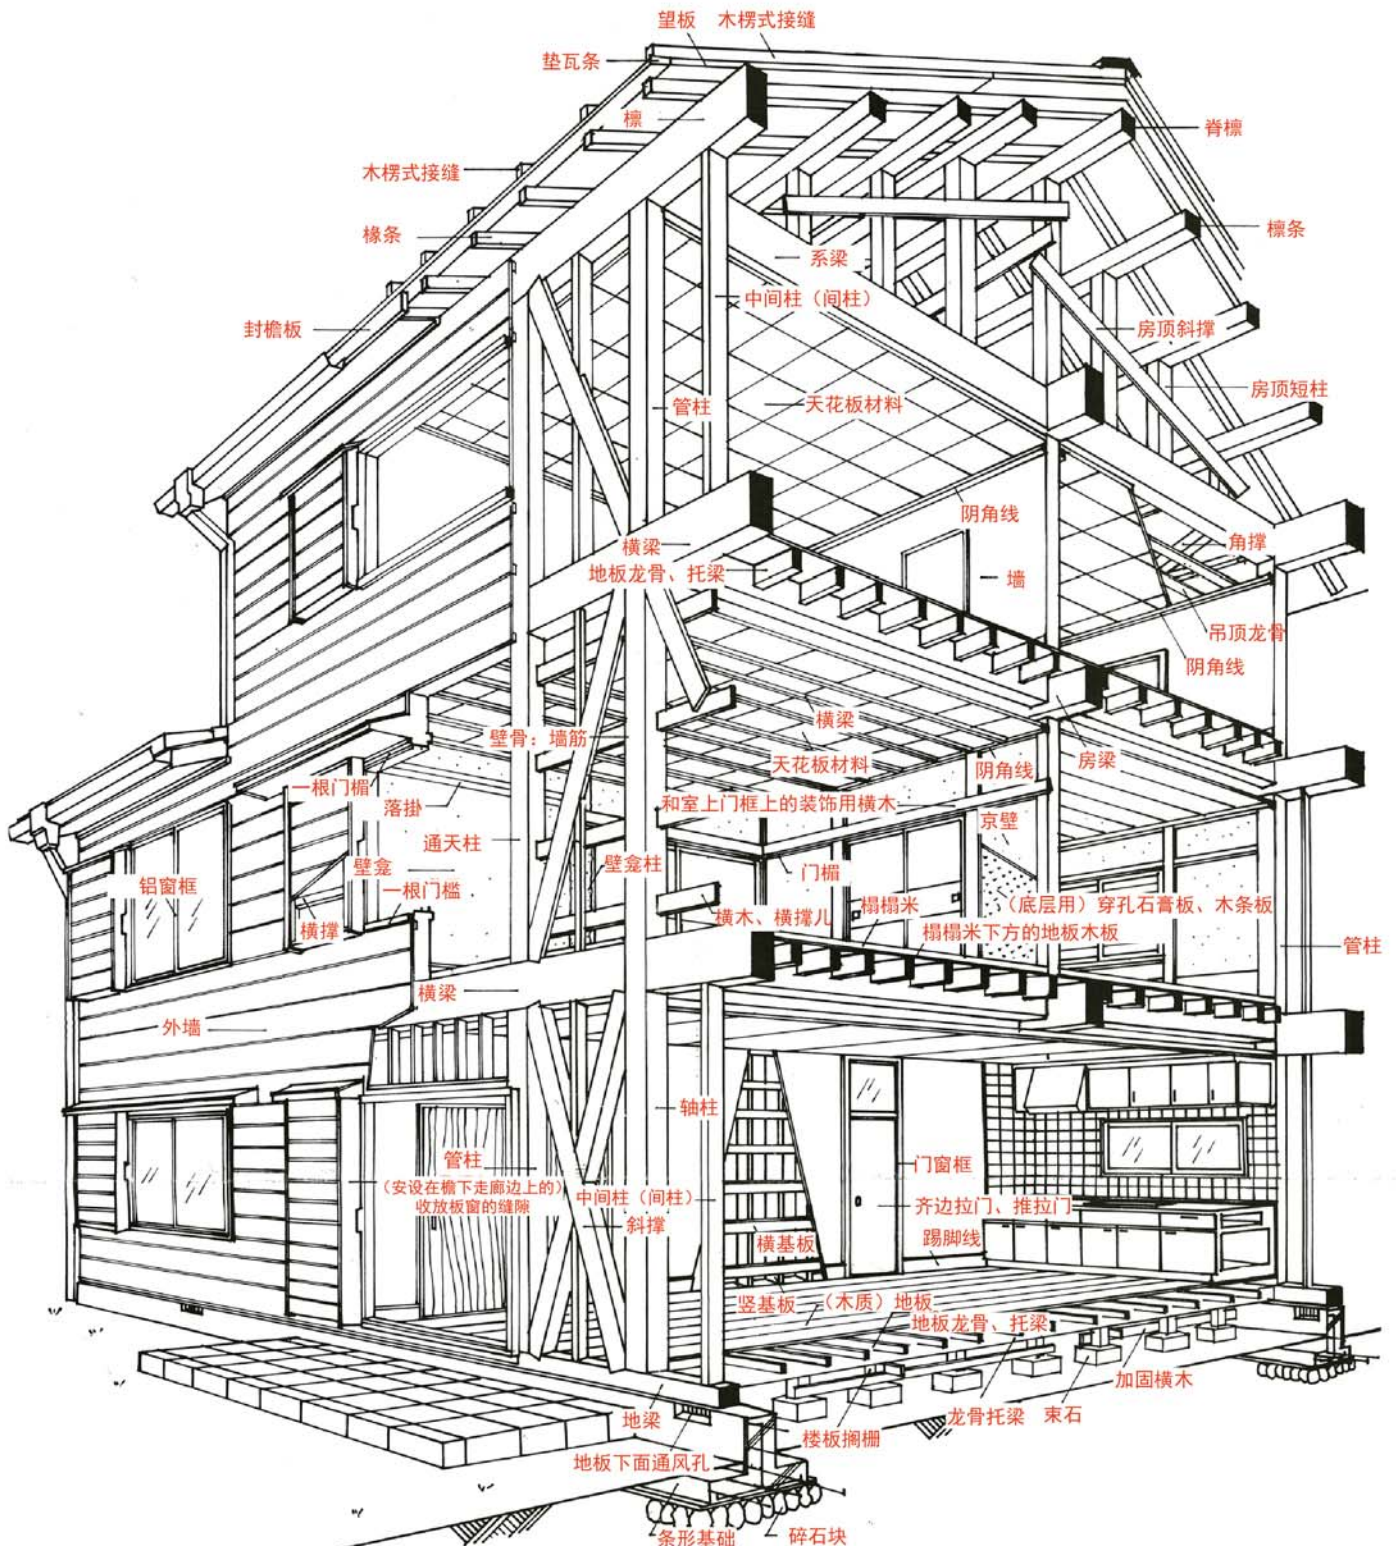 望板
木楞式接缝
垫瓦条
檩
脊檩
木楞式接缝
檩条
椽条
系梁
中间柱（间柱）
封檐板
房顶斜撑
房顶短柱
管柱
天花板材料
阴角线
角撑
横梁
地板龙骨、托梁
墙
吊顶龙骨
阴角线
横梁
壁骨：墙筋
房梁
天花板材料
阴角线
一根门楣
落掛
和室上门框上的装饰用横木
京壁
通天柱
壁龛
壁龛柱
门楣
铝窗框
一根门槛
横木、横撑儿
榻榻米
（底层用）穿孔石膏板、木条板
横撑
榻榻米下方的地板木板
管柱
横梁
外墙
轴柱
管柱
（安设在檐下走廊边上的）
收放板窗的缝隙
中间柱（间柱）
斜撑
门窗框
齐边拉门、推拉门
踢脚线
横基板
竖基板
（木质）地板
地板龙骨、托梁
加固横木
地梁
楼板搁栅
龙骨托梁
束石
地板下面通风孔
条形基础
碎石块